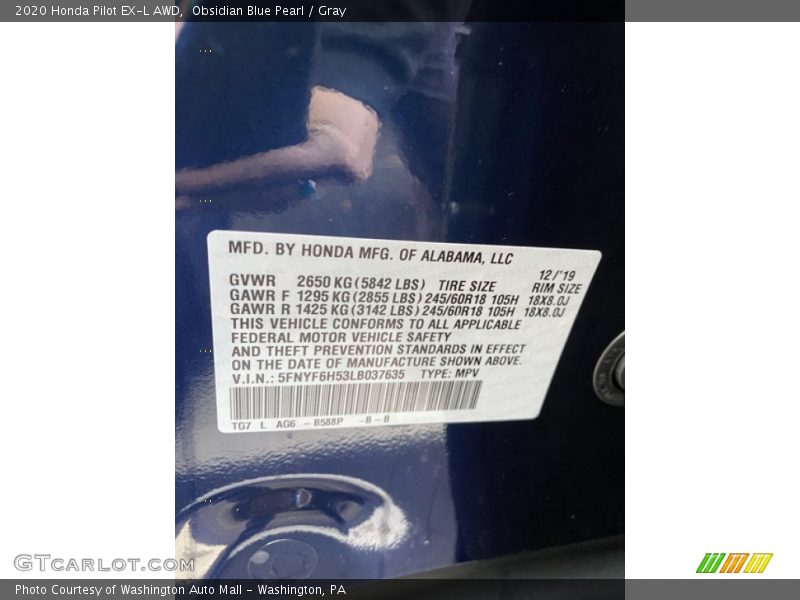 2020 Honda Pilot EX-L AWD, Obsidian Blue Pearl / Gray
MFD. BY HONDA MFG. OF ALABAMA, LLC
12/'19
GVWR 2650 KG (5842 LBS) TIRE SIZE RIM SIZE
GAWR F 1295 KG (2855 LBS) 245/60R18 105H 18X8.0J
GAWR R 1425 KG (3142 LBS) 245/60R18 105H 18X8.0J
THIS VEHICLE CONFORMS TO ALL APPLICABLE
FEDERAL MOTOR VEHICLE SAFETY
AND THEFT PREVENTION STANDARDS IN EFFECT
ON THE DATE OF MANUFACTURE SHOWN ABOVE.
V.I.N.: 5FNYF6H53LB037635 TYPE: MPV
TG7 L AG6 - B588P - B - B
GTcarlot.com
Photo Courtesy of Washington Auto Mall - Washington, PA